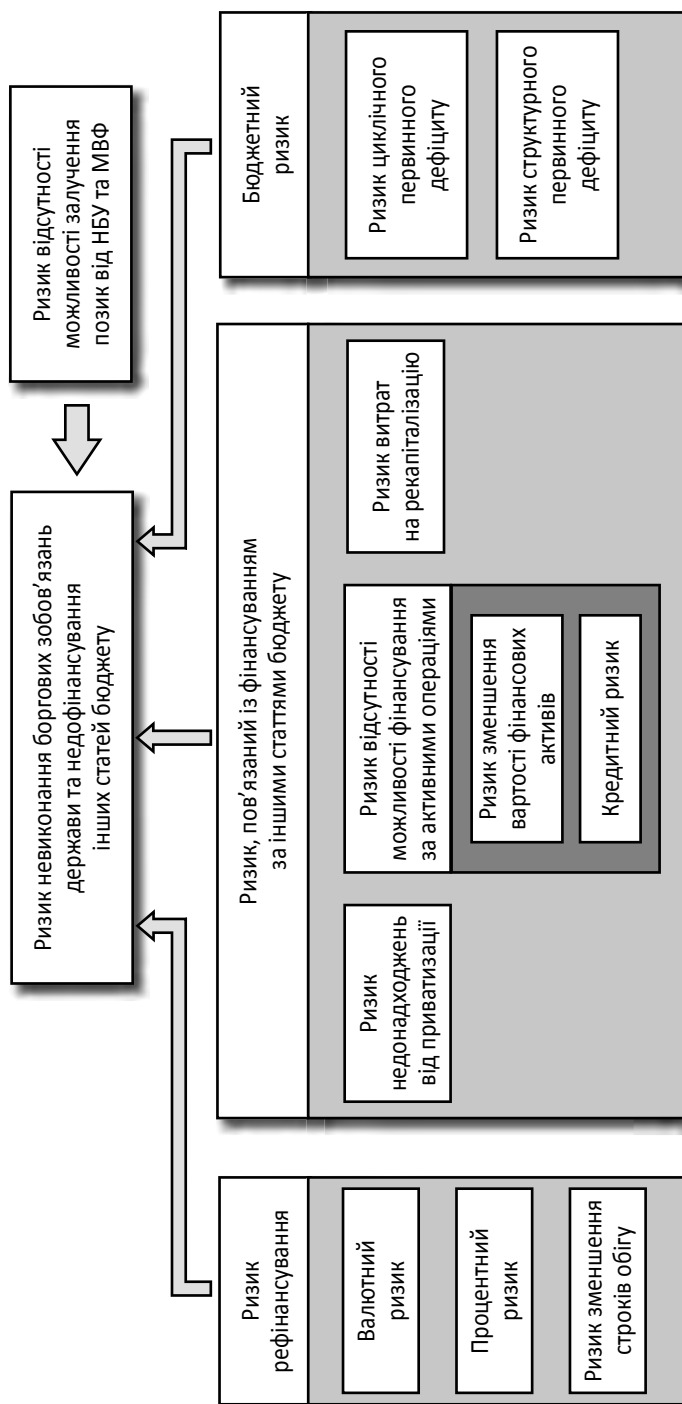 Ризик відсутності
можливості залучення
позик від НБУ та МВФ
Ризик невиконання боргових зобов’язань
держави та недофінансування
інших статей бюджету
Ризик
рефінансування
Валютний
ризик
Процентний
ризик
Ризик зменшення
строків обігу
Ризик, пов’язаний із фінансуванням
за іншими статтями бюджету
Ризик
недонадходжень
від приватизації
Ризик відсутності
можливості фінансування
за активними операціями
Ризик зменшення
вартості фінансових
активів
Кредитний ризик
Ризик витрат
на рекапіталізацію
Бюджетний
ризик
Ризик циклічного
первинного
дефіциту
Ризик структурного
первинного
дефіциту